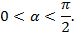 0 < α < π/2.